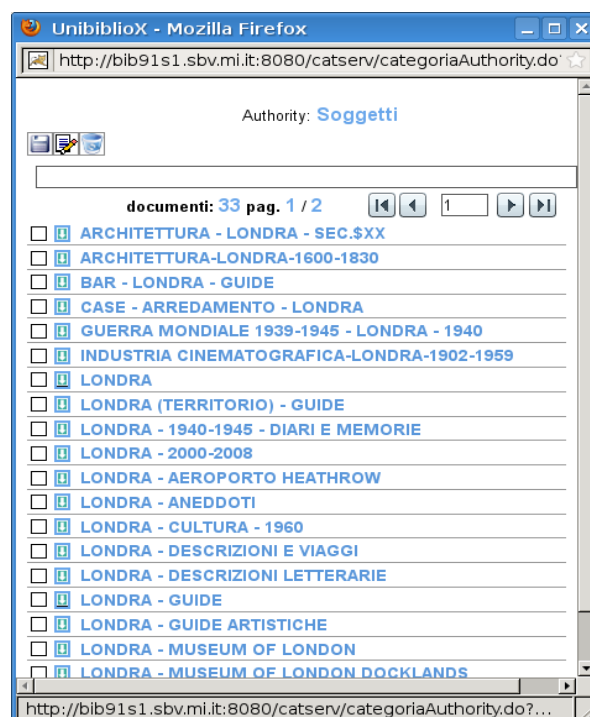 UnibiblioX - Mozilla Firefox
http://bib91s1.sbv.mi.it:8080/catserv/categoriaAuthority.do
Authority: Soggetti
documenti: 33 pag. 1 / 2 1
ARCHITETTURA - LONDRA - SEC.$XX
ARCHITETTURA-LONDRA-1600-1830
BAR - LONDRA - GUIDE
CASE - ARREDAMENTO - LONDRA
GUERRA MONDIALE 1939-1945 - LONDRA - 1940
INDUSTRIA CINEMATOGRAFICA-LONDRA-1902-1959
LONDRA
LONDRA (TERRITORIO) - GUIDE
LONDRA - 1940-1945 - DIARI E MEMORIE
LONDRA - 2000-2008
LONDRA - AEROPORTO HEATHROW
LONDRA - ANEDDOTI
LONDRA - CULTURA - 1960
LONDRA - DESCRIZIONI E VIAGGI
LONDRA - DESCRIZIONI LETTERARIE
LONDRA - GUIDE
LONDRA - GUIDE ARTISTICHE
LONDRA - MUSEUM OF LONDON
LONDRA - MUSEUM OF LONDON DOCKLANDS
http://bib91s1.sbv.mi.it:8080/catserv/categoriaAuthority.do?...